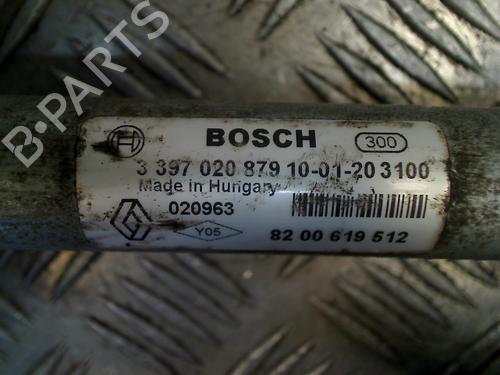 B-PARTS
BOSCH 300
3 397 020 879 10-01-20 3100
Made in Hungary
020963
Y05 82 00 619 512